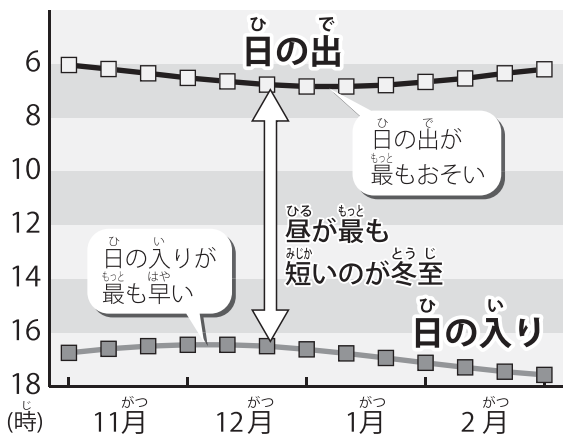 日の出
6
8
10
12
14
16
18
(時)
日の出が
最もおそい
昼が最も
短いのが冬至
日の入りが
最も早い
日の入り
11月
12月
1月
2月